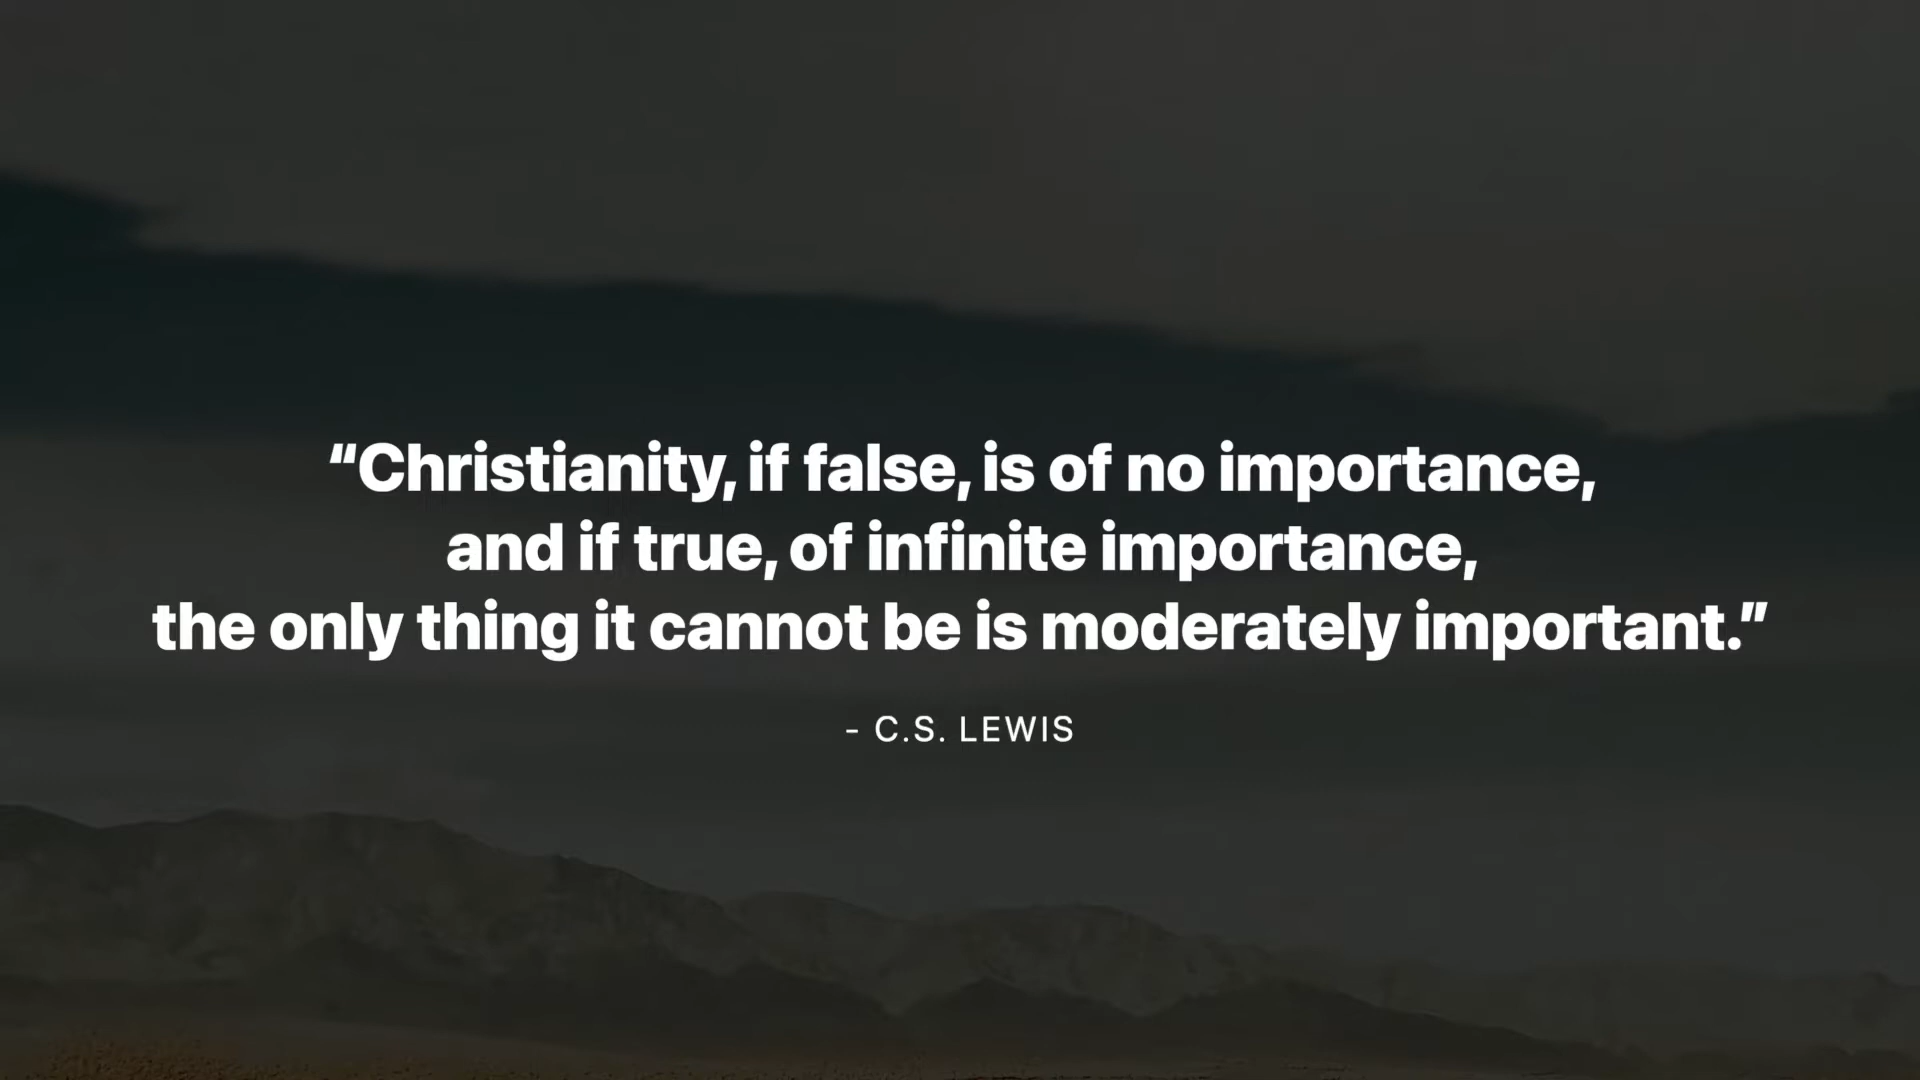 “Christianity, if false, is of no importance,
and if true, of infinite importance,
the only thing it cannot be is moderately important.”
- C.S. LEWIS